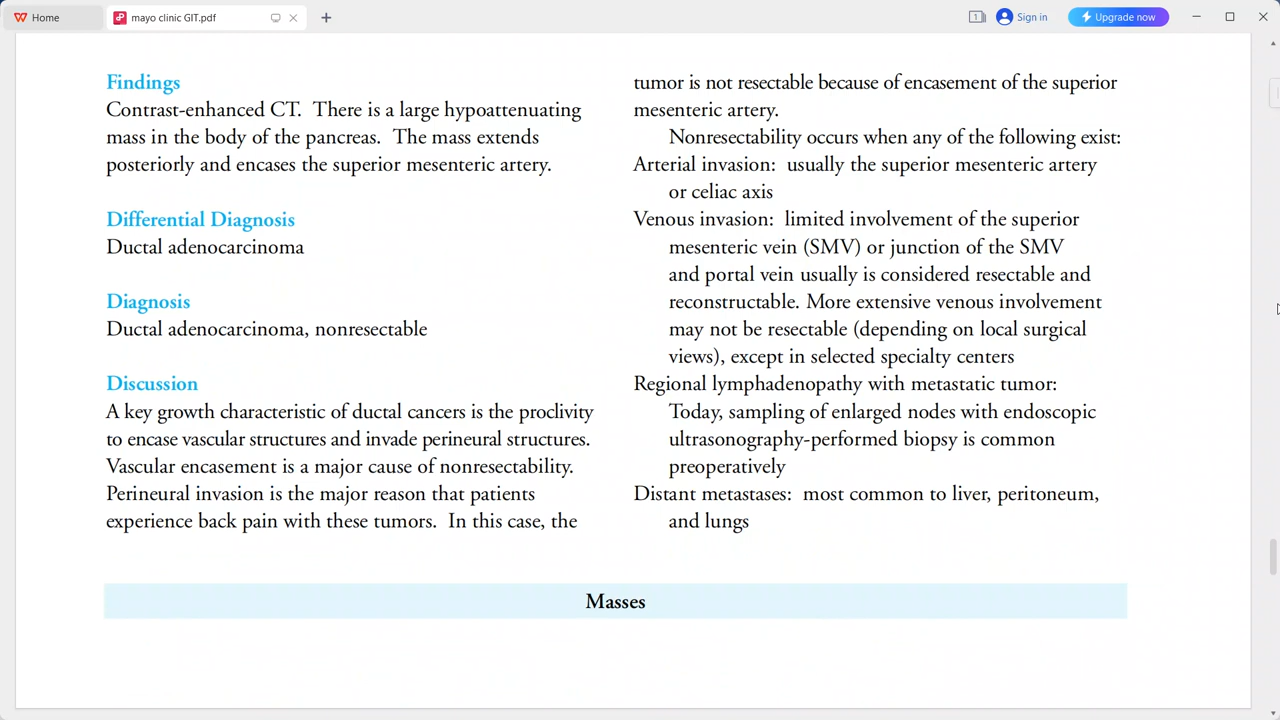 Home
mayo clinic GIT.pdf
1
Sign in
Upgrade now
Findings
Contrast-enhanced CT. There is a large hypoattenuating
mass in the body of the pancreas. The mass extends
posteriorly and encases the superior mesenteric artery.
Differential Diagnosis
Ductal adenocarcinoma
Diagnosis
Ductal adenocarcinoma, nonresectable
Discussion
A key growth characteristic of ductal cancers is the proclivity
to encase vascular structures and invade perineural structures.
Vascular encasement is a major cause of nonresectability.
Perineural invasion is the major reason that patients
experience back pain with these tumors. In this case, the
tumor is not resectable because of encasement of the superior
mesenteric artery.
Nonresectability occurs when any of the following exist:
Arterial invasion: usually the superior mesenteric artery
or celiac axis
Venous invasion: limited involvement of the superior
mesenteric vein (SMV) or junction of the SMV
and portal vein usually is considered resectable and
reconstructable. More extensive venous involvement
may not be resectable (depending on local surgical
views), except in selected specialty centers
Regional lymphadenopathy with metastatic tumor:
Today, sampling of enlarged nodes with endoscopic
ultrasonography-performed biopsy is common
preoperatively
Distant metastases: most common to liver, peritoneum,
and lungs
Masses